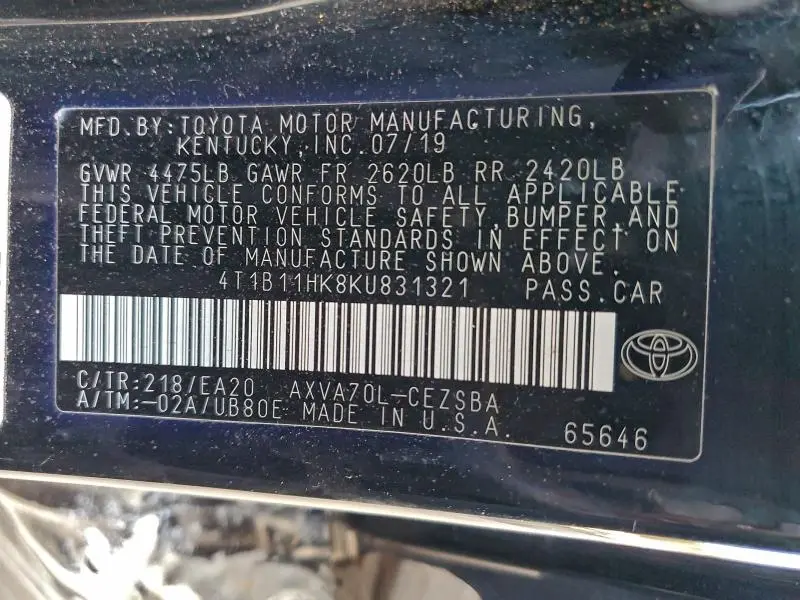 MFD.BY:TOYOTA MOTOR MANUFACTURING,
KENTUCKY,INC.07/19
GVWR 4475LB GAWR FR 2620LB RR 2420LB
THIS VEHICLE CONFORMS TO ALL APPLICABLE
FEDERAL MOTOR VEHICLE SAFETY,BUMPER,AND
THEFT PREVENTION STANDARDS IN EFFECT ON
THE DATE OF MANUFACTURE SHOWN ABOVE.
4T1B11HK8KU831321 PASS.CAR
C/TR:218/EA20 AXVA70L-CEZSBA
A/TM:-02A/UB80E MADE IN U.S.A.
65646